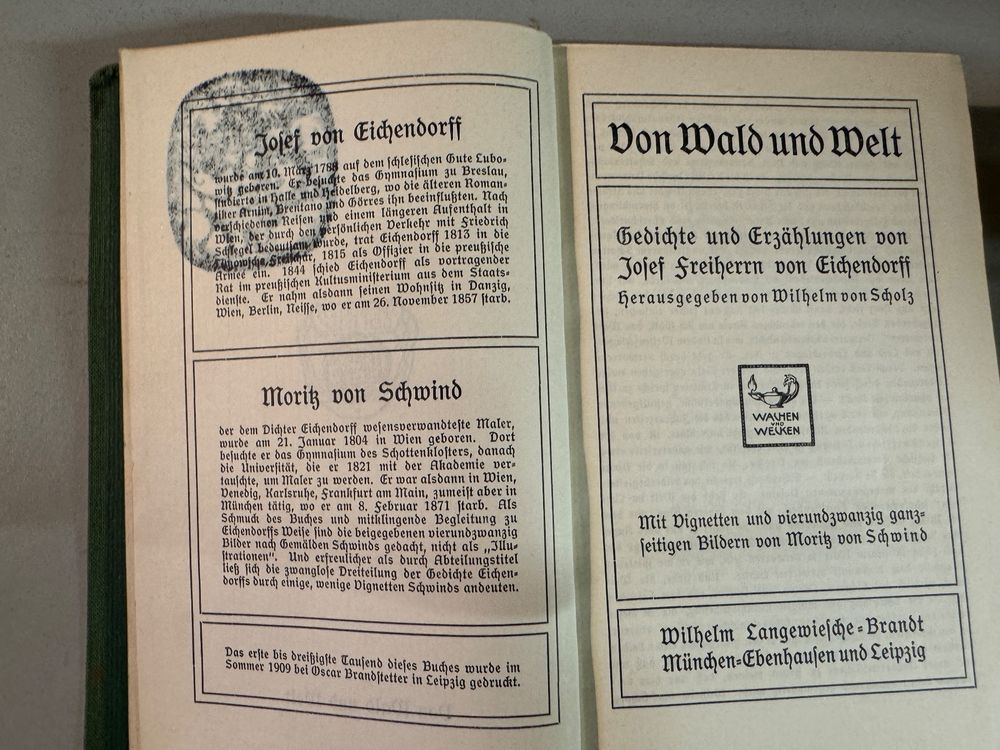 Josef von Eichendorff
wurde am 10. März 1788 auf dem schlesischen Gute Lubo-
witz geboren. Er besuchte das Gymnasium zu Breslau,
studierte in Halle und Heidelberg, wo die älteren Roman-
tiker Arnim, Brentano und Görres ihn beeinflußten. Nach
verschiedenen Reisen und einem längeren Aufenthalt in
Wien, der durch den persönlichen Verkehr mit Friedrich
Schlegel bedeutsam wurde, trat Eichendorff 1813 in die
Lützowsche Freischar, 1815 als Offizier in die preußische
Armee ein. 1844 schied Eichendorff als vortragender
Rat im preußischen Kultusministerium aus dem Staats-
dienste. Er nahm alsdann seinen Wohnsitz in Danzig,
Wien, Berlin, Neisse, wo er am 26. November 1857 starb.
Moritz von Schwind
der dem Dichter Eichendorff wesensverwandteste Maler,
wurde am 21. Januar 1804 in Wien geboren. Dort
besuchte er das Gymnasium des Schottenklosters, danach
die Universität, die er 1821 mit der Akademie ver-
tauschte, um Maler zu werden. Er war alsdann in Wien,
Venedig, Karlsruhe, Frankfurt am Main, zumeist aber in
München tätig, wo er am 8. Februar 1871 starb. Als
Schmuck des Buches und mitklingende Begleitung zu
Eichendorffs Weise sind die beigegebenen vierundzwanzig
Bilder nach Gemälden Schwinds gedacht, nicht als „Illu-
strationen“. Und erfreulicher als durch Abteilungstitel
ließ sich die zwanglose Dreiteilung der Gedichte Eichen-
dorffs durch einige, wenige Vignetten Schwinds andeuten.
Das erste bis dreißigste Tausend dieses Buches wurde im
Sommer 1909 bei Oscar Brandstetter in Leipzig gedruckt.
Von Wald und Welt
Gedichte und Erzählungen von
Josef Freiherrn von Eichendorff
Herausgegeben von Wilhelm von Scholz
WACHEN
UND
WECKEN
Mit Vignetten und vierundzwanzig ganz-
seitigen Bildern von Moritz von Schwind
Wilhelm Langewiesche-Brandt
München-Ebenhausen und Leipzig